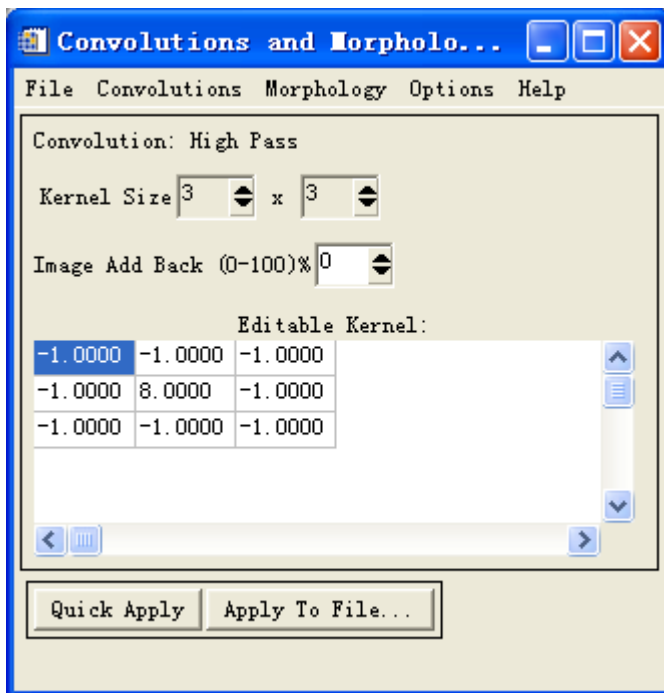 Convolutions and Morpholo...
File Convolutions Morphology Options Help
Convolution: High Pass
Kernel Size 3 x 3
Image Add Back (0-100)% 0
Editable Kernel:
-1.0000 -1.0000 -1.0000
-1.0000 8.0000 -1.0000
-1.0000 -1.0000 -1.0000
Quick Apply Apply To File...